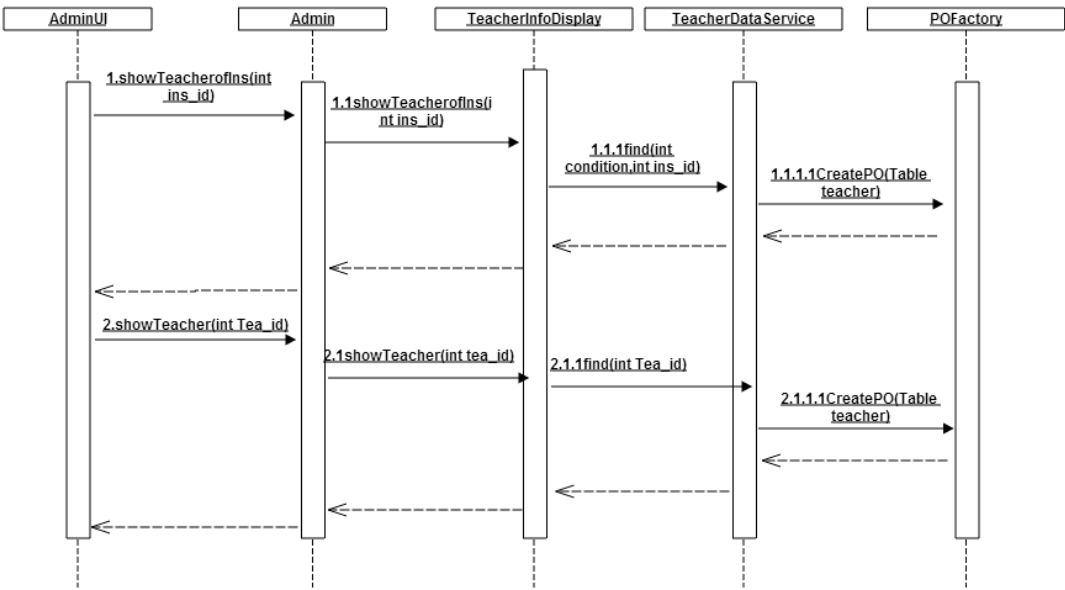 AdminUI
Admin
TeacherInfoDisplay
TeacherDataService
POFactory
1.showTeacherofIns(int
ins_id)
1.1showTeacherofIns(i
nt ins_id)
1.1.1find(int
condition,int ins_id)
1.1.1.1CreatePO(Table
teacher)
2.showTeacher(int Tea_id)
2.1showTeacher(int tea_id)
2.1.1find(int Tea_id)
2.1.1.1CreatePO(Table
teacher)